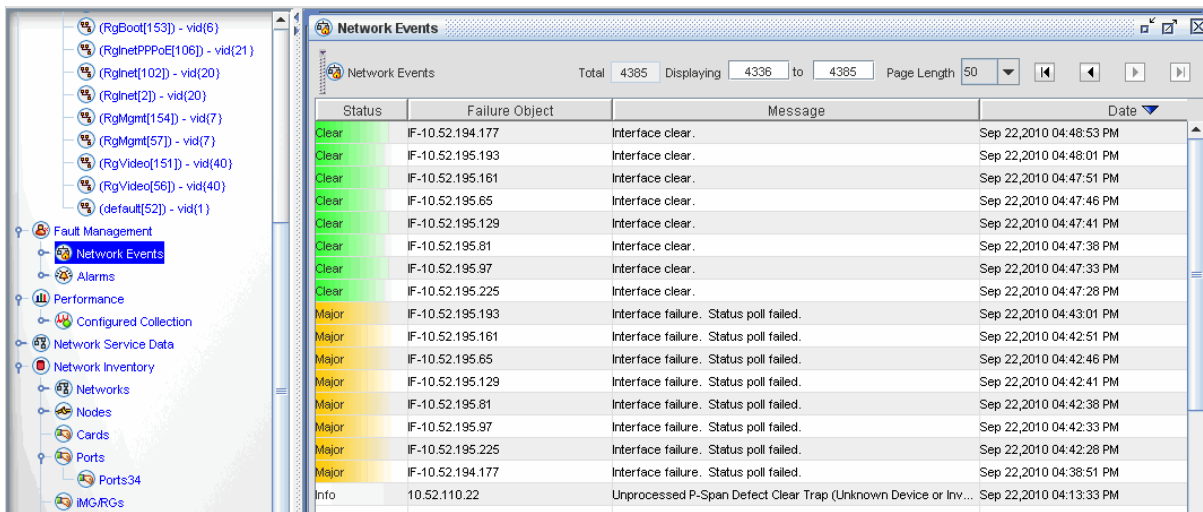 (RgBoot[153]) - vid{6}
(RgInetPPPoE[106]) - vid{21}
(RgInet[102]) - vid{20}
(RgInet[2]) - vid{20}
(RgMgmt[154]) - vid{7}
(RgMgmt[57]) - vid{7}
(RgVideo[151]) - vid{40}
(RgVideo[56]) - vid{40}
(default[52]) - vid{1}
Fault Management
Network Events
Alarms
Performance
Configured Collection
Network Service Data
Network Inventory
Networks
Nodes
Cards
Ports
Ports34
iMG/RGs
Network Events
Network Events Total 4385 Displaying 4336 to 4385 Page Length 50
Status Failure Object Message Date
Clear IF-10.52.194.177 Interface clear. Sep 22,2010 04:48:53 PM
Clear IF-10.52.195.193 Interface clear. Sep 22,2010 04:48:01 PM
Clear IF-10.52.195.161 Interface clear. Sep 22,2010 04:47:51 PM
Clear IF-10.52.195.65 Interface clear. Sep 22,2010 04:47:46 PM
Clear IF-10.52.195.129 Interface clear. Sep 22,2010 04:47:41 PM
Clear IF-10.52.195.81 Interface clear. Sep 22,2010 04:47:38 PM
Clear IF-10.52.195.97 Interface clear. Sep 22,2010 04:47:33 PM
Clear IF-10.52.195.225 Interface clear. Sep 22,2010 04:47:28 PM
Major IF-10.52.195.193 Interface failure. Status poll failed. Sep 22,2010 04:43:01 PM
Major IF-10.52.195.161 Interface failure. Status poll failed. Sep 22,2010 04:42:51 PM
Major IF-10.52.195.65 Interface failure. Status poll failed. Sep 22,2010 04:42:46 PM
Major IF-10.52.195.129 Interface failure. Status poll failed. Sep 22,2010 04:42:41 PM
Major IF-10.52.195.81 Interface failure. Status poll failed. Sep 22,2010 04:42:38 PM
Major IF-10.52.195.97 Interface failure. Status poll failed. Sep 22,2010 04:42:33 PM
Major IF-10.52.195.225 Interface failure. Status poll failed. Sep 22,2010 04:42:28 PM
Major IF-10.52.194.177 Interface failure. Status poll failed. Sep 22,2010 04:38:51 PM
Info 10.52.110.22 Unprocessed P-Span Defect Clear Trap (Unknown Device or Inv... Sep 22,2010 04:13:33 PM